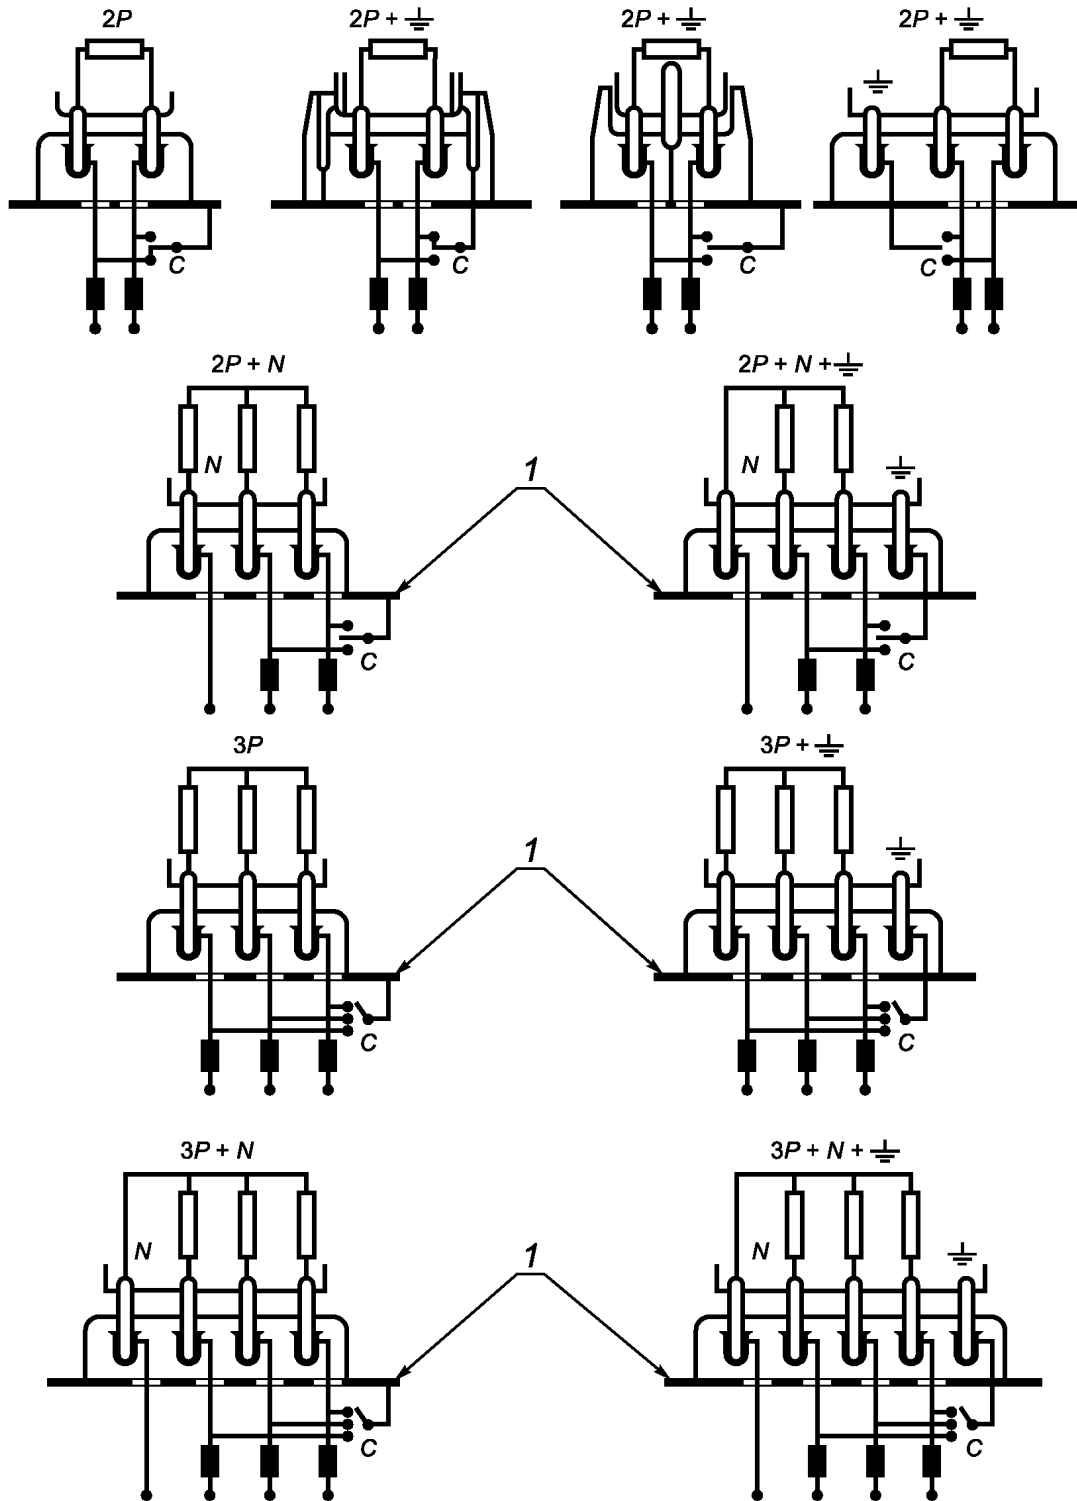 2P
2P + ⏚
2P + ⏚
2P + ⏚
C
C
C
C
2P + N
2P + N + ⏚
N
1
N
C
C
3P
3P + ⏚
1
C
C
3P + N
3P + N + ⏚
N
1
N
C
C